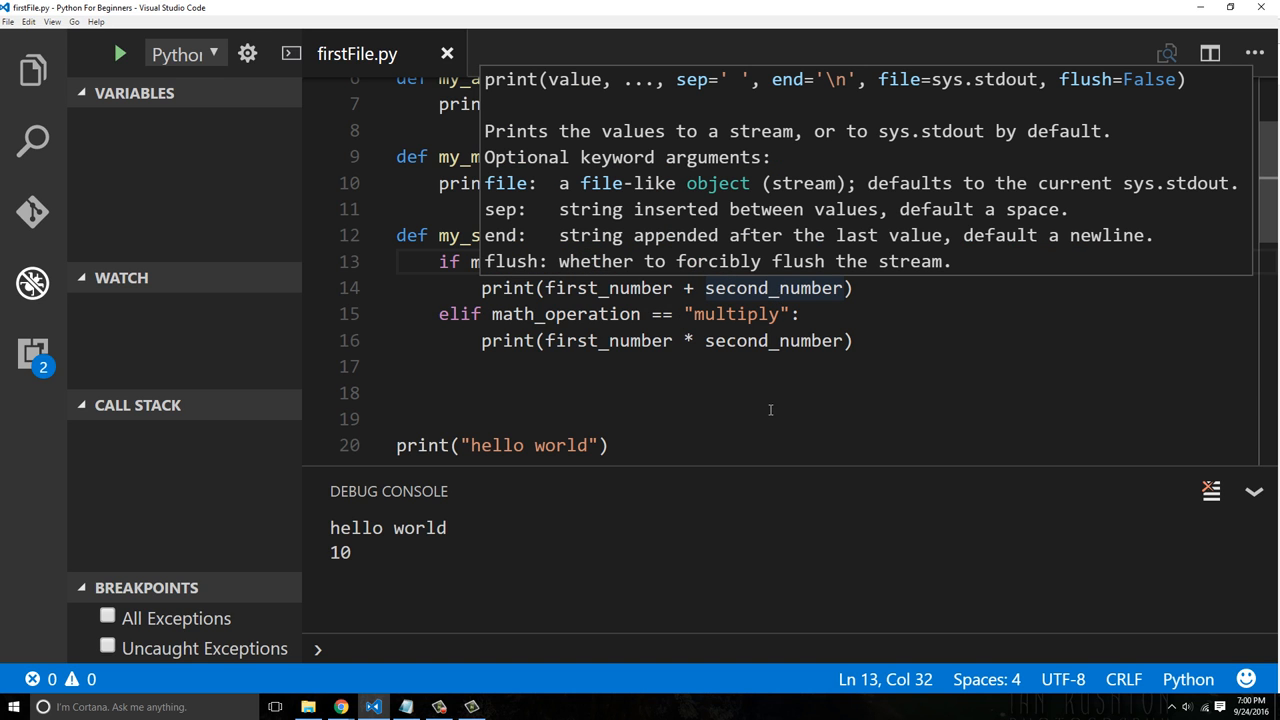 firstFile.py - Python For Beginners - Visual Studio Code
File Edit View Go Help
Python
firstFile.py
VARIABLES
WATCH
CALL STACK
BREAKPOINTS
All Exceptions
Uncaught Exceptions
2
print(value, ..., sep=' ', end='\n', file=sys.stdout, flush=False)
Prints the values to a stream, or to sys.stdout by default.
Optional keyword arguments:
file: a file-like object (stream); defaults to the current sys.stdout.
sep: string inserted between values, default a space.
end: string appended after the last value, default a newline.
flush: whether to forcibly flush the stream.
6 def my_a
7 prin
8
9 def my_m
10 prin
11
12 def my_s
13 if m
14 print(first_number + second_number)
15 elif math_operation == "multiply":
16 print(first_number * second_number)
17
18
19
20 print("hello world")
DEBUG CONSOLE
hello world
10
0 0
Ln 13, Col 32 Spaces: 4 UTF-8 CRLF Python
I'm Cortana. Ask me anything.
7:00 PM
9/24/2016